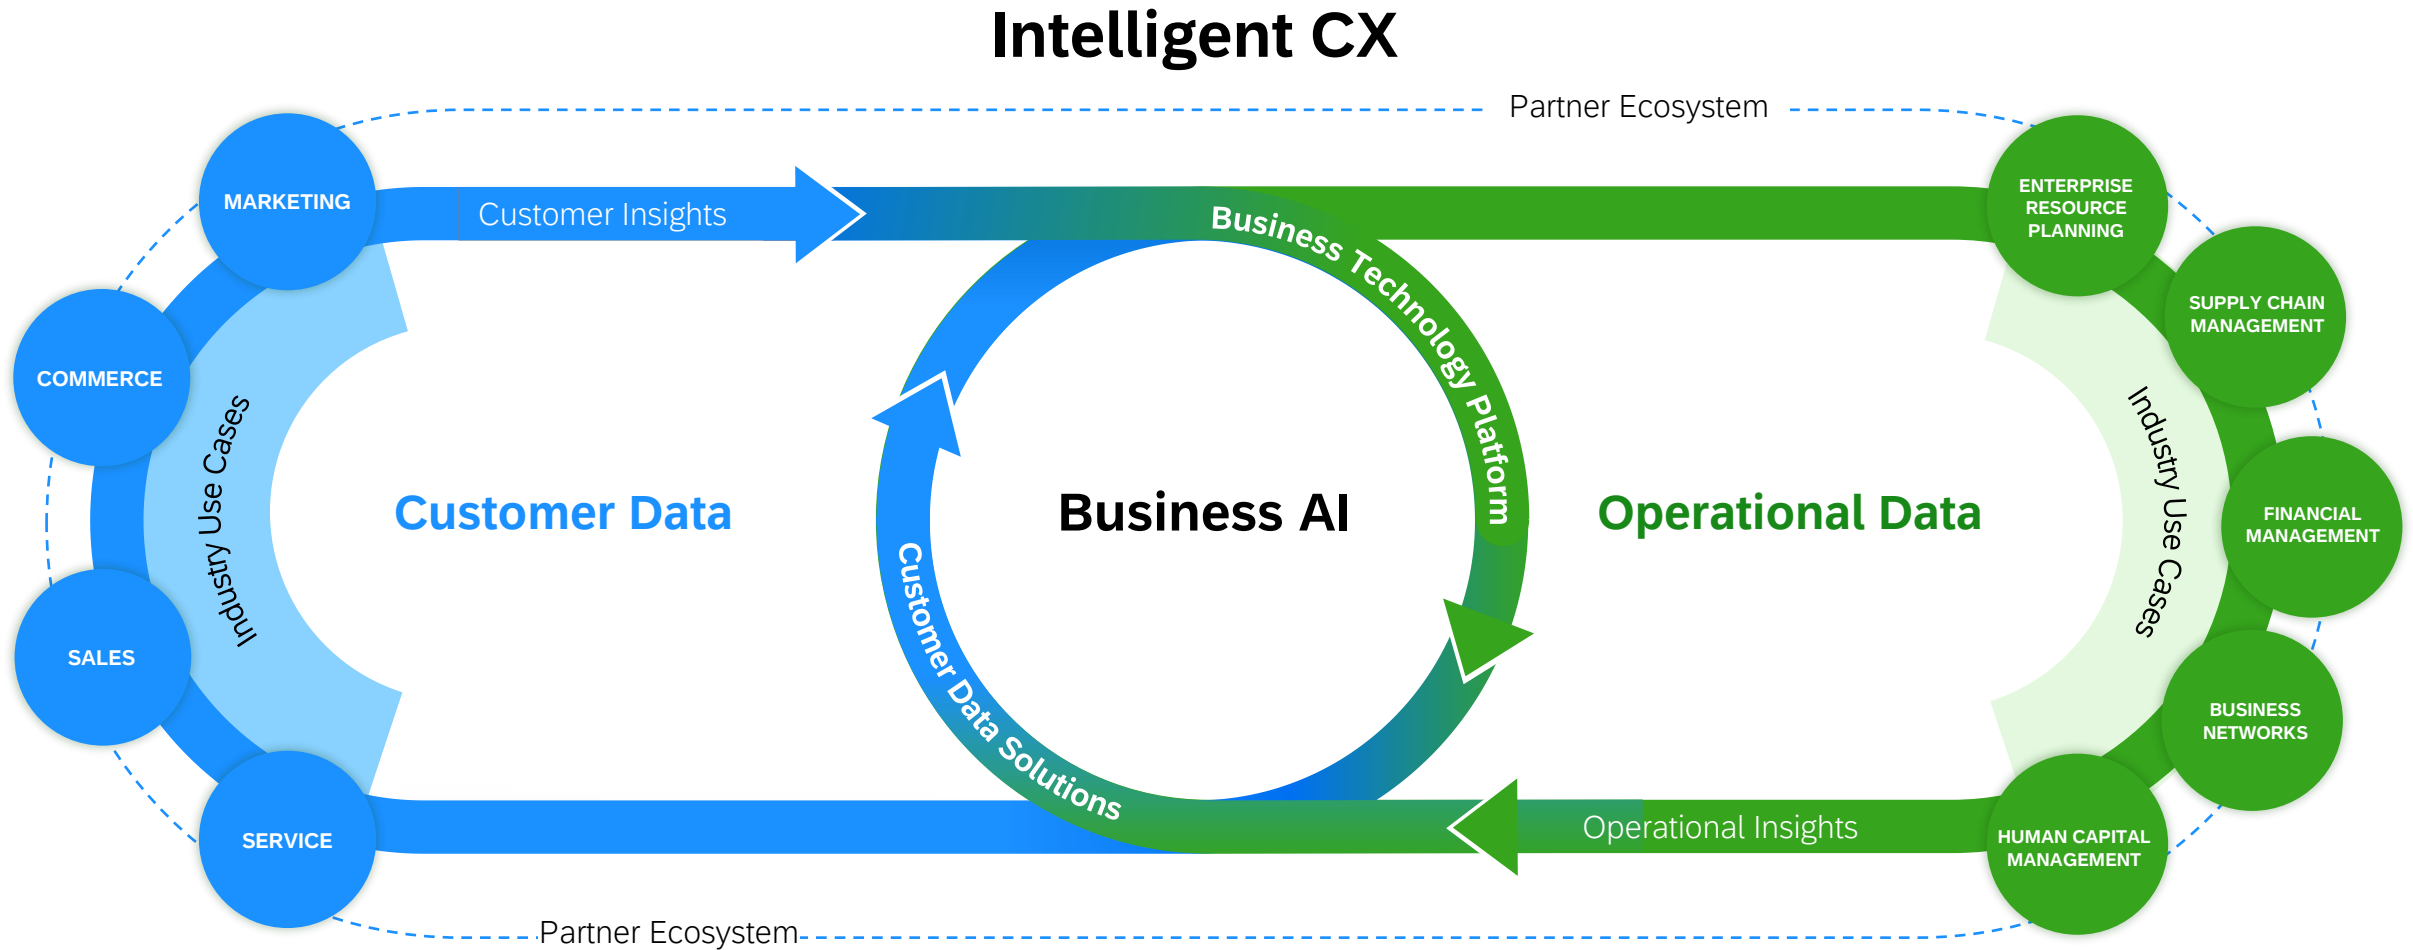 Intelligent CX
Partner Ecosystem
MARKETING
Customer Insights
Business Technology Platform
ENTERPRISE
RESOURCE
PLANNING
SUPPLY CHAIN
MANAGEMENT
COMMERCE
Industry Use Cases
Customer Data
Business AI
Operational Data
Industry Use Cases
FINANCIAL
MANAGEMENT
SALES
Customer Data Solutions
BUSINESS
NETWORKS
SERVICE
Operational Insights
HUMAN CAPITAL
MANAGEMENT
Partner Ecosystem